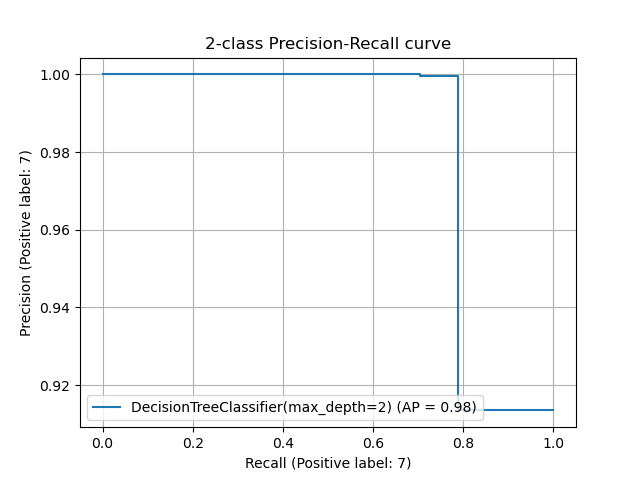 2-class Precision-Recall curve
Precision (Positive label: 7)
1.00
0.98
0.96
0.94
0.92
DecisionTreeClassifier(max_depth=2) (AP = 0.98)
0.0 0.2 0.4 0.6 0.8 1.0
Recall (Positive label: 7)